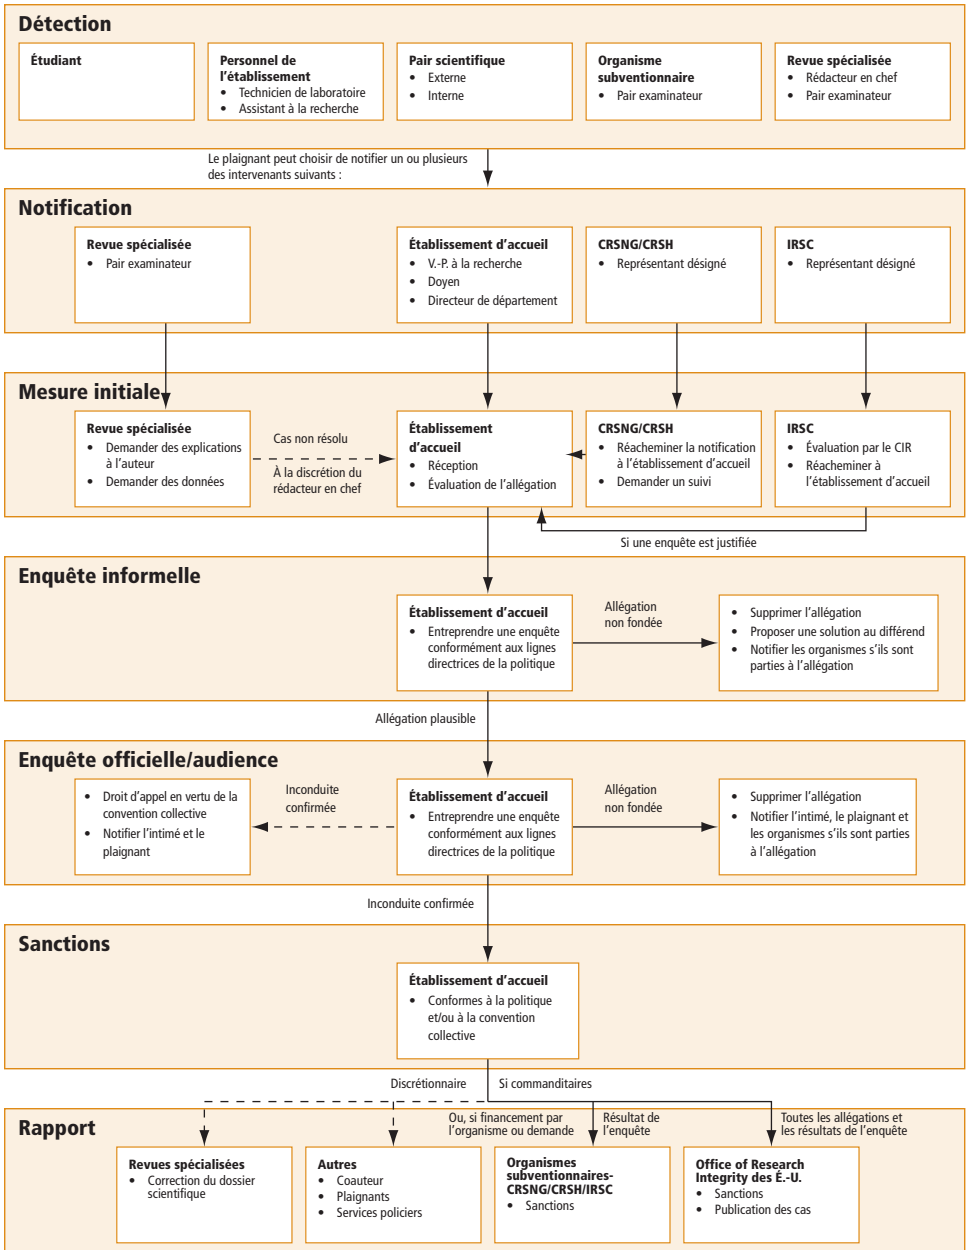 Détection
Étudiant
Personnel de
l'établissement
• Technicien de laboratoire
• Assistant à la recherche
Pair scientifique
• Externe
• Interne
Organisme
subventionnaire
• Pair examinateur
Revue spécialisée
• Rédacteur en chef
• Pair examinateur
Le plaignant peut choisir de notifier un ou plusieurs
des intervenants suivants :
Notification
Revue spécialisée
• Pair examinateur
Établissement d'accueil
• V.-P. à la recherche
• Doyen
• Directeur de département
CRSNG/CRSH
• Représentant désigné
IRSC
• Représentant désigné
Mesure initiale
Revue spécialisée
• Demander des explications
à l'auteur
• Demander des données
Cas non résolu
À la discrétion du
rédacteur en chef
Établissement
d'accueil
• Réception
• Évaluation de l'allégation
CRSNG/CRSH
• Réacheminer la notification
à l'établissement d'accueil
• Demander un suivi
IRSC
• Évaluation par le CIR
• Réacheminer à
l'établissement d'accueil
Si une enquête est justifiée
Enquête informelle
Établissement d'accueil
• Entreprendre une enquête
conformément aux lignes
directrices de la politique
Allégation
non fondée
• Supprimer l'allégation
• Proposer une solution au différend
• Notifier les organismes s'ils sont
parties à l'allégation
Allégation plausible
Enquête officielle/audience
• Droit d'appel en vertu de la
convention collective
• Notifier l'intimé et le
plaignant
Inconduite
confirmée
Établissement d'accueil
• Entreprendre une enquête
conformément aux lignes
directrices de la politique
Allégation
non fondée
• Supprimer l'allégation
• Notifier l'intimé, le plaignant et
les organismes s'ils sont parties
à l'allégation
Inconduite confirmée
Sanctions
Établissement d'accueil
• Conformes à la politique
et/ou à la convention
collective
Discrétionnaire
Si commanditaires
Rapport
Ou, si financement par
l'organisme ou demande
Résultat de
l'enquête
Toutes les allégations et
les résultats de l'enquête
Revues spécialisées
• Correction du dossier
scientifique
Autres
• Coauteur
• Plaignants
• Services policiers
Organismes
subventionnaires-
CRSNG/CRSH/IRSC
• Sanctions
Office of Research
Integrity des É.-U.
• Sanctions
• Publication des cas